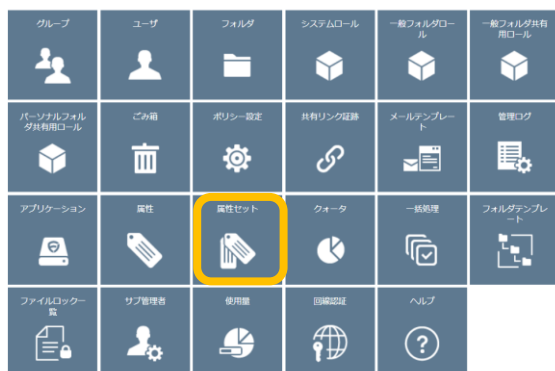 グループ
ユーザ
フォルダ
システムロール
一般フォルダロー
ル
一般フォルダ共有
用ロール
パーソナルフォル
ダ共有用ロール
ごみ箱
ポリシー設定
共有リンク証跡
メールテンプレー
ト
管理ログ
アプリケーション
属性
属性セット
クォータ
一括処理
フォルダテンプレ
ート
ファイルロック一
覧
サブ管理者
使用量
回線認証
ヘルプ